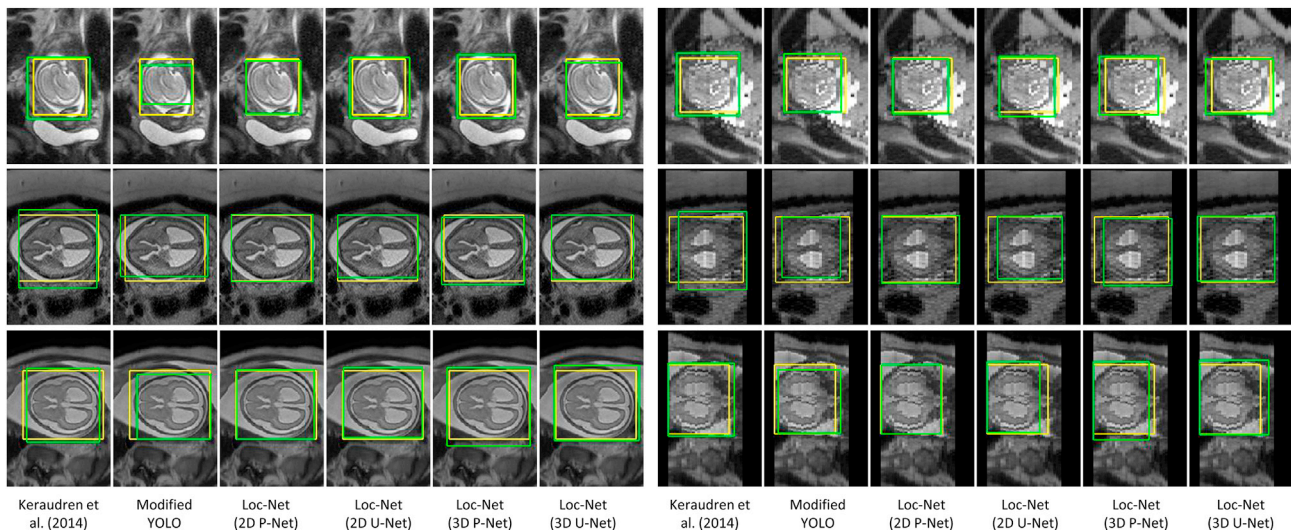 Keraudren et al. (2014)
Modified YOLO
Loc-Net (2D P-Net)
Loc-Net (2D U-Net)
Loc-Net (3D P-Net)
Loc-Net (3D U-Net)
Keraudren et al. (2014)
Modified YOLO
Loc-Net (2D P-Net)
Loc-Net (2D U-Net)
Loc-Net (3D P-Net)
Loc-Net (3D U-Net)